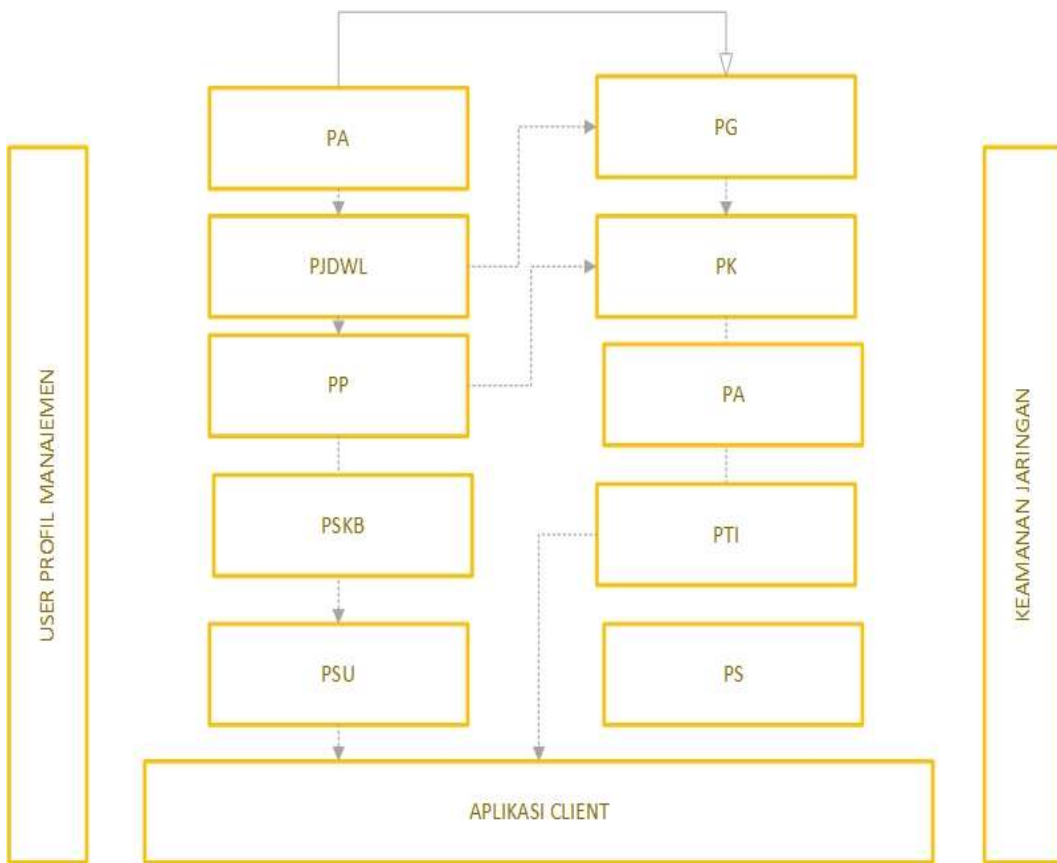 PA
PG
PJDWL
PK
PP
PA
PSKB
PTI
PSU
PS
APLIKASI CLIENT
USER PROFIL MANAJEMEN
KEAMANAN JARINGAN